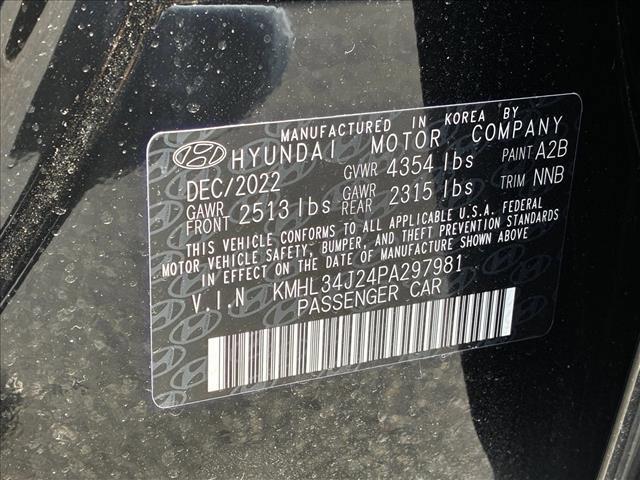 MANUFACTURED IN KOREA BY
HYUNDAI MOTOR COMPANY
DEC/2022 GVWR 4354 lbs PAINT A2B
GAWR FRONT 2513 lbs GAWR REAR 2315 lbs TRIM NNB
THIS VEHICLE CONFORMS TO ALL APPLICABLE U.S.A. FEDERAL
MOTOR VEHICLE SAFETY, BUMPER, AND THEFT PREVENTION STANDARDS
IN EFFECT ON THE DATE OF MANUFACTURE SHOWN ABOVE
V.I.N KMHL34J24PA297981
PASSENGER CAR